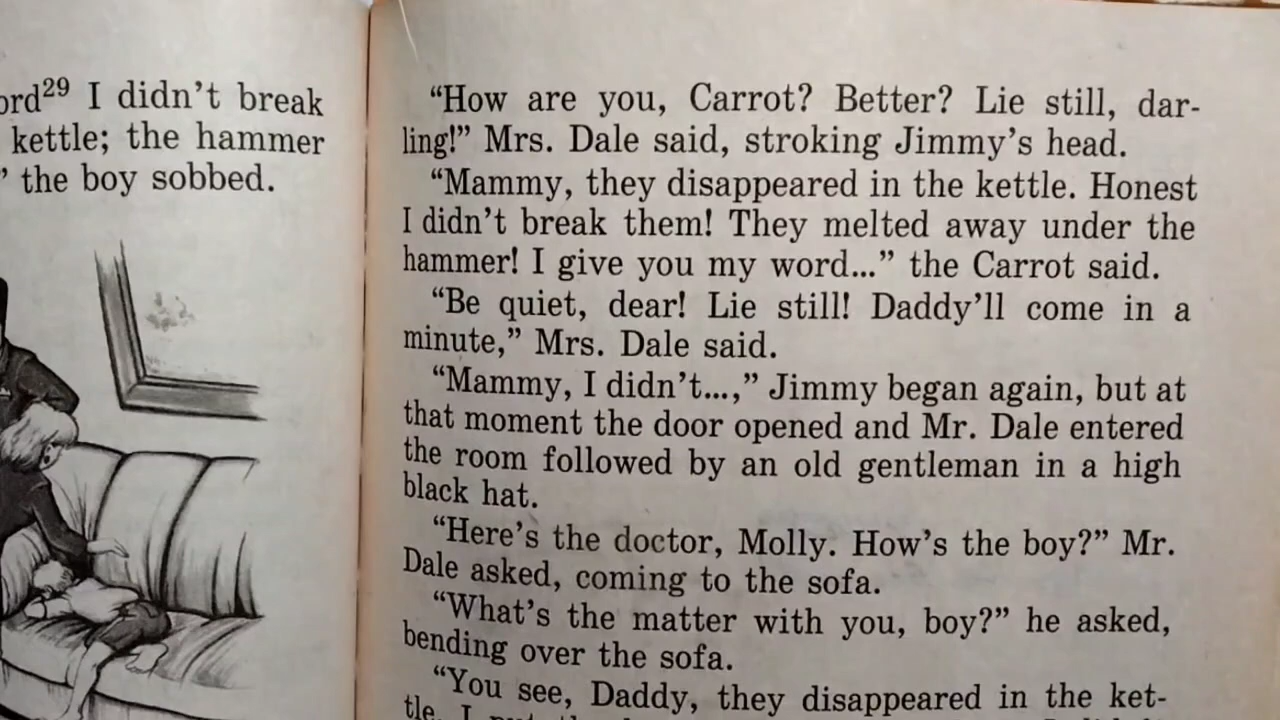 I didn't break
kettle; the hammer
the boy sobbed.
“How are you, Carrot? Better? Lie still, dar-
ling!” Mrs. Dale said, stroking Jimmy's head.
“Mammy, they disappeared in the kettle. Honest
I didn't break them! They melted away under the
hammer! I give you my word...” the Carrot said.
“Be quiet, dear! Lie still! Daddy'll come in a
minute,” Mrs. Dale said.
“Mammy, I didn't...,” Jimmy began again, but at
that moment the door opened and Mr. Dale entered
the room followed by an old gentleman in a high
black hat.
“Here's the doctor, Molly. How's the boy?” Mr.
Dale asked, coming to the sofa.
“What's the matter with you, boy?” he asked,
bending over the sofa.
“You see, Daddy, they disappeared in the ket-
tle. I